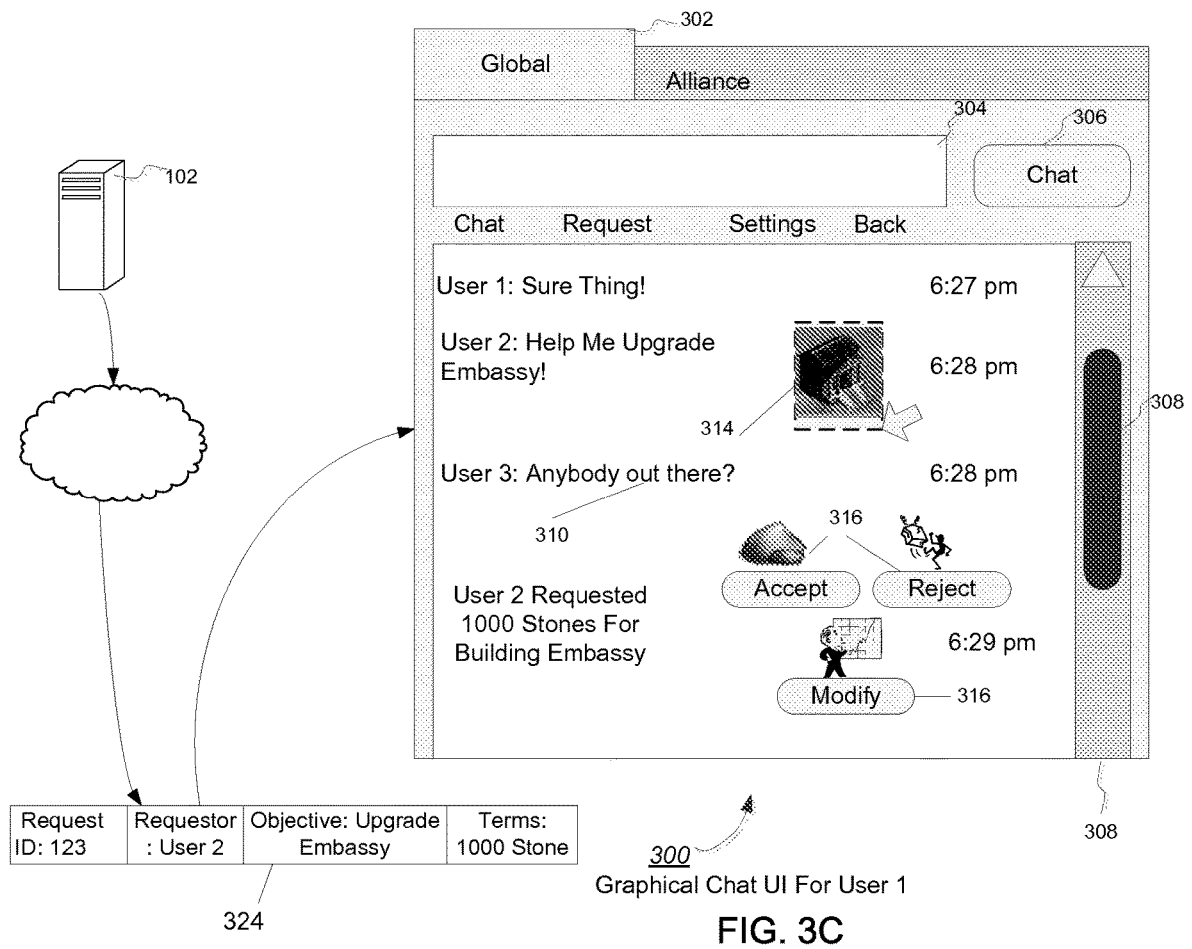 302
Global
Alliance
304
306
Chat
102
Chat Request Settings Back
User 1: Sure Thing! 6:27 pm
User 2: Help Me Upgrade
Embassy!
6:28 pm
308
314
User 3: Anybody out there? 6:28 pm
310
316
Accept Reject
User 2 Requested
1000 Stones For
Building Embassy
6:29 pm
Modify
316
Request
ID: 123
Requestor
: User 2
Objective: Upgrade
Embassy
Terms:
1000 Stone
308
324
300
Graphical Chat UI For User 1
FIG. 3C